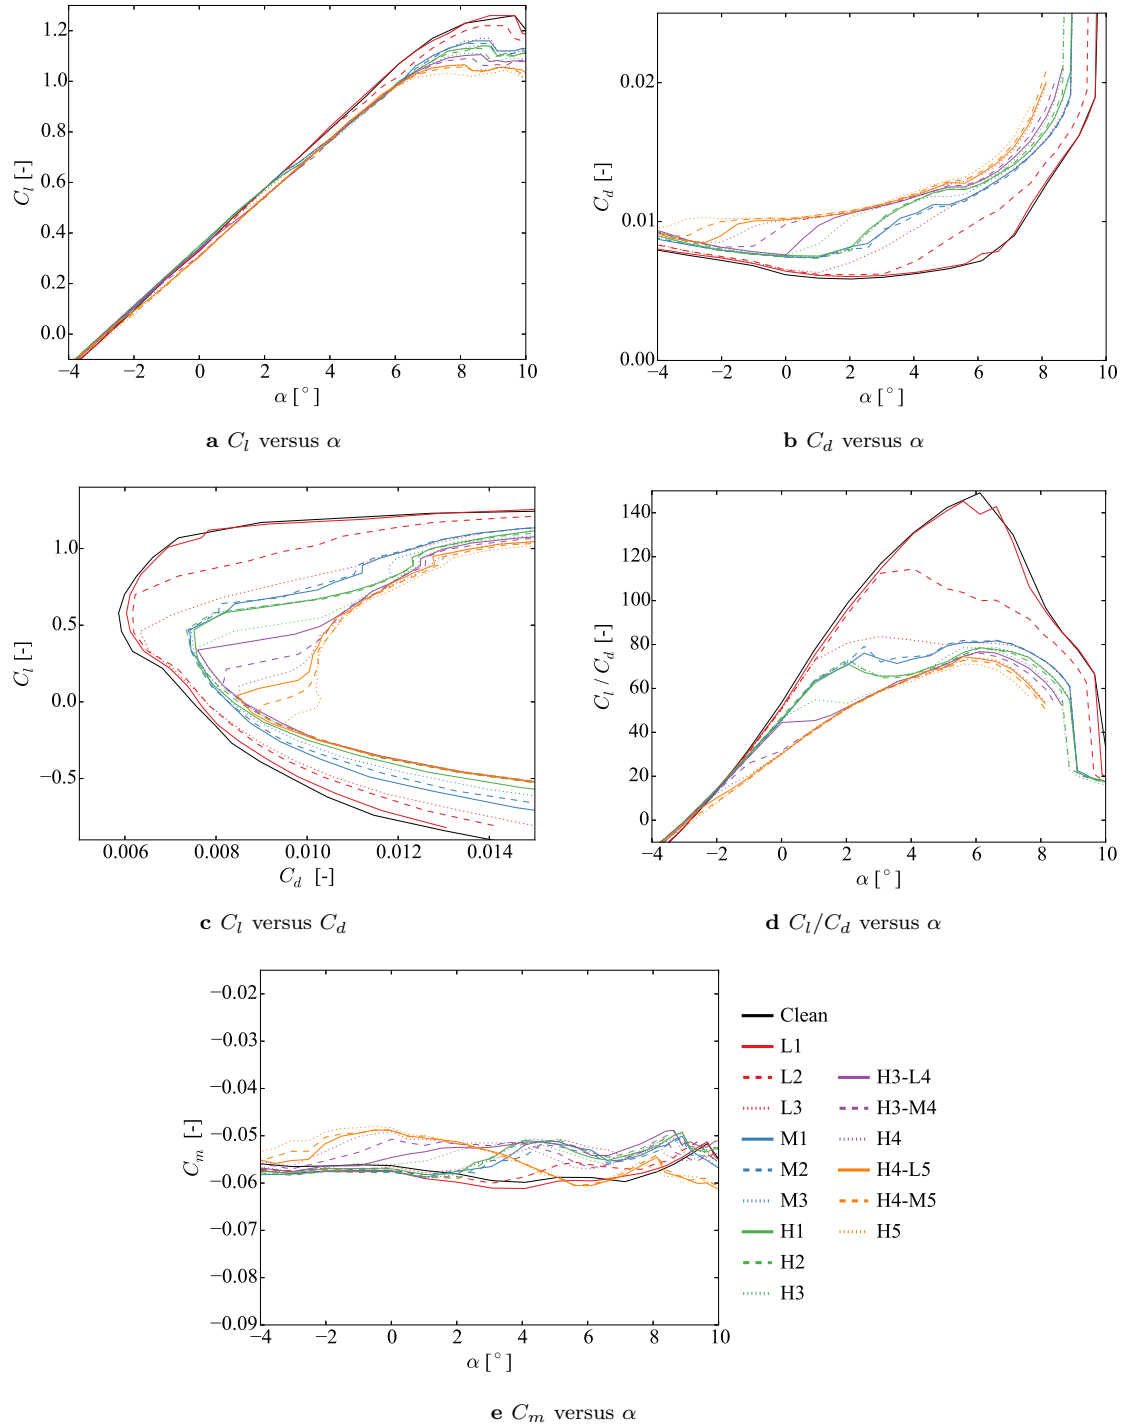 1.2
1.0
0.8
0.6
0.4
0.2
0.0
C_l [-]
−4 −2 0 2 4 6 8 10
α [°]
a C_l versus α
0.02
0.01
0.00
C_d [-]
−4 −2 0 2 4 6 8 10
α [°]
b C_d versus α
1.0
0.5
0.0
−0.5
C_l [-]
0.006 0.008 0.010 0.012 0.014
C_d [-]
c C_l versus C_d
140
120
100
80
60
40
20
0
C_l / C_d [-]
−4 −2 0 2 4 6 8 10
α [°]
d C_l/C_d versus α
−0.02
−0.03
−0.04
−0.05
−0.06
−0.07
−0.08
−0.09
C_m [-]
−4 −2 0 2 4 6 8 10
α [°]
Clean
L1
L2
L3
M1
M2
M3
H1
H2
H3
H3-L4
H3-M4
H4
H4-L5
H4-M5
H5
e C_m versus α